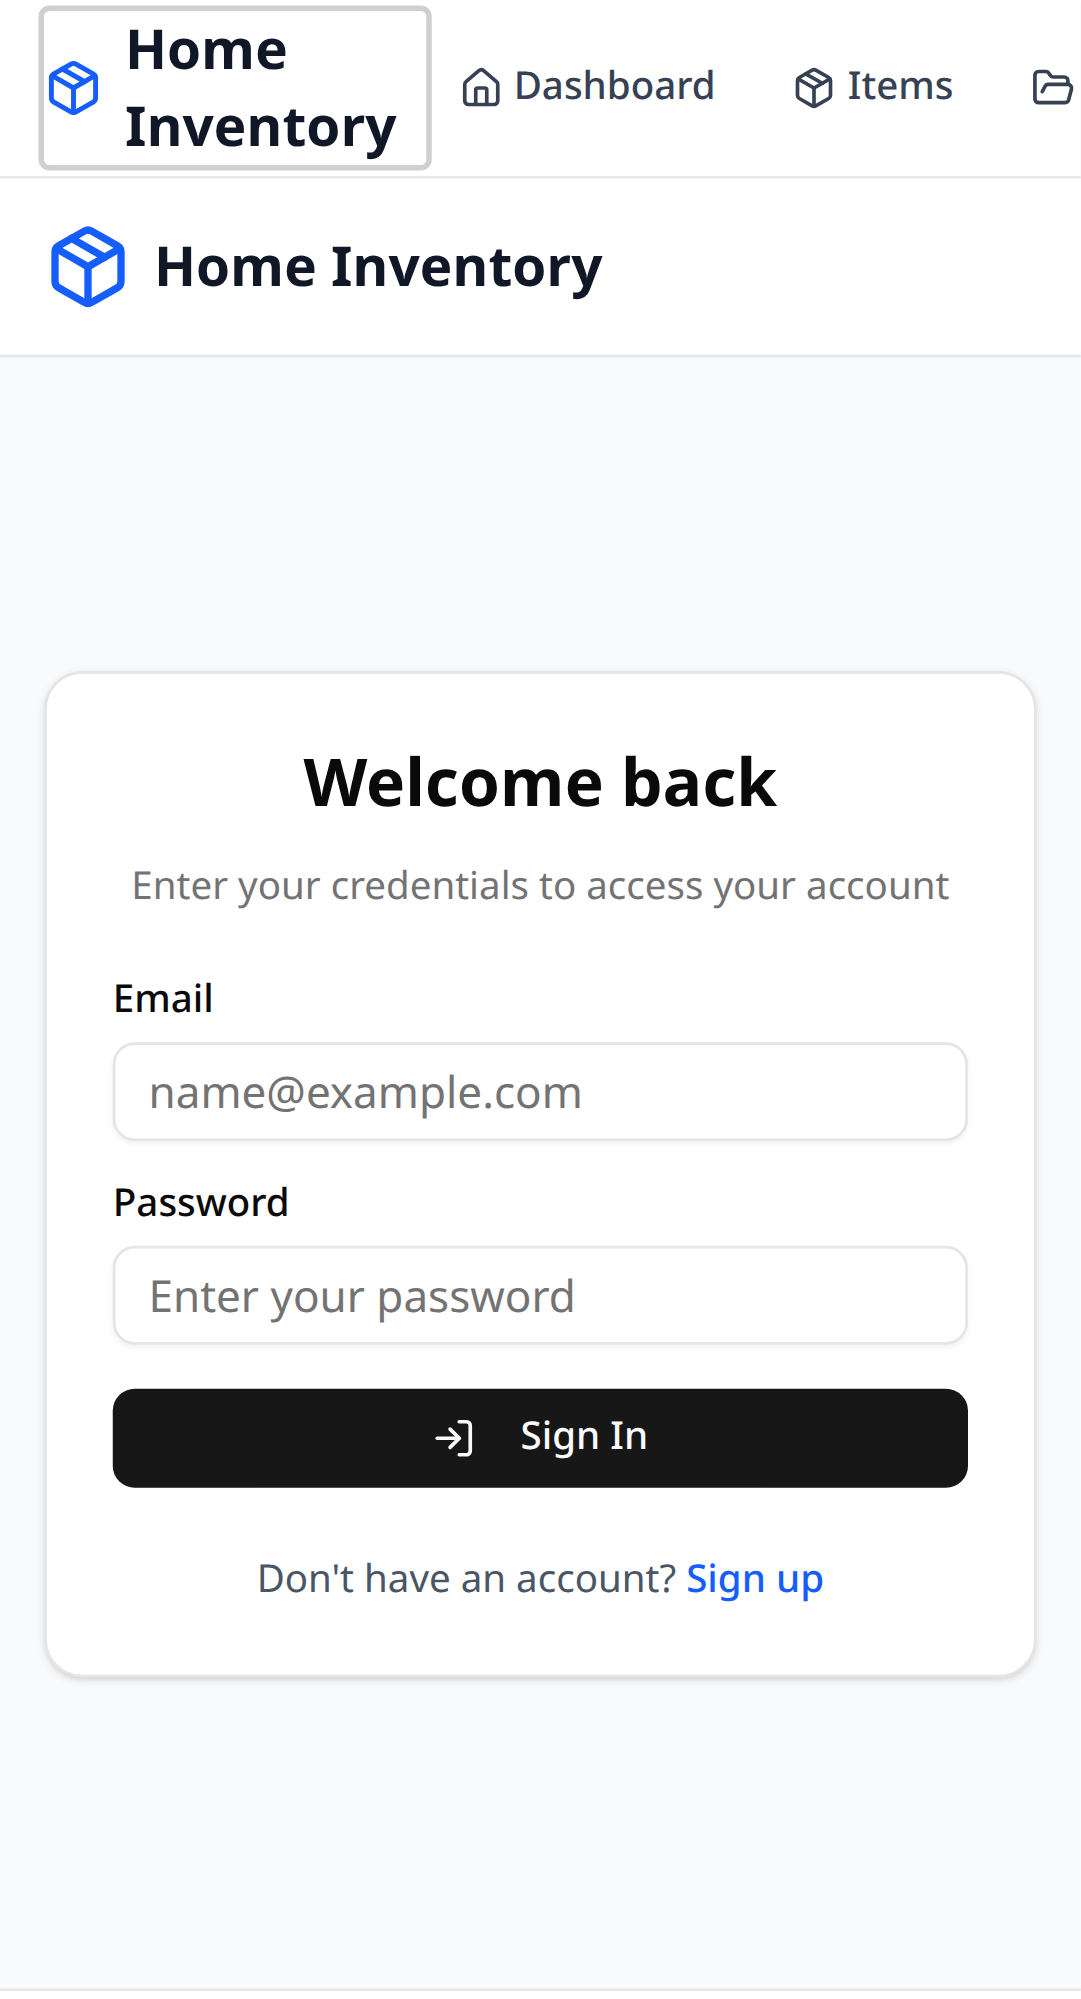 Home
Inventory
Dashboard
Items
Home Inventory
Welcome back
Enter your credentials to access your account
Email
name@example.com
Password
Enter your password
Sign In
Don't have an account? Sign up